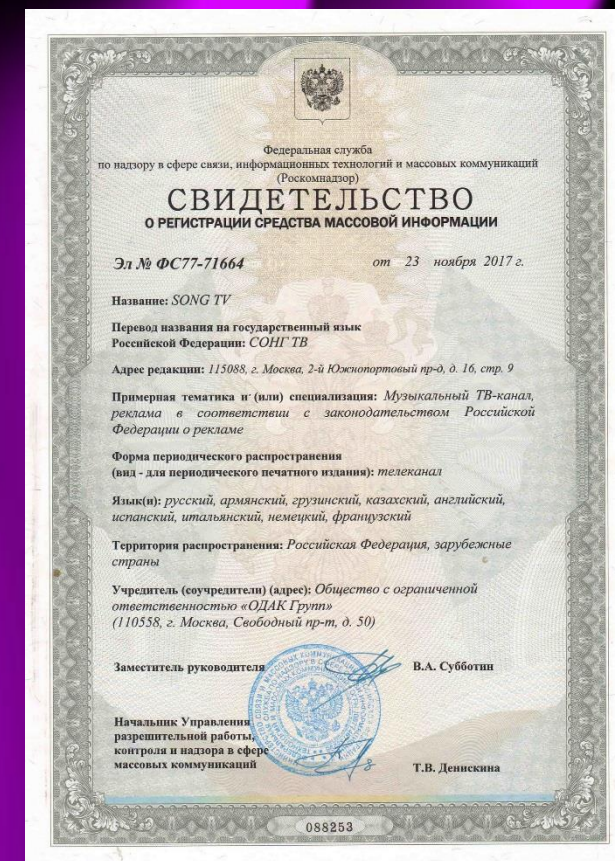 Федеральная служба
по надзору в сфере связи, информационных технологий и массовых коммуникаций
(Роскомнадзор)
СВИДЕТЕЛЬСТВО
О РЕГИСТРАЦИИ СРЕДСТВА МАССОВОЙ ИНФОРМАЦИИ
Эл № ФС77-71664 от 23 ноября 2017 г.
Название: SONG TV
Перевод названия на государственный язык
Российской Федерации: СОНГ ТВ
Адрес редакции: 115088, г. Москва, 2-й Южнопортовый пр-д, д. 16, стр. 9
Примерная тематика и (или) специализация: Музыкальный ТВ-канал,
реклама в соответствии с законодательством Российской
Федерации о рекламе
Форма периодического распространения
(вид - для периодического печатного издания): телеканал
Язык(и): русский, армянский, грузинский, казахский, английский,
испанский, итальянский, немецкий, французский
Территория распространения: Российская Федерация, зарубежные
страны
Учредитель (соучредители) (адрес): Общество с ограниченной
ответственностью «ОДАК Групп»
(110558, г. Москва, Свободный пр-т, д. 50)
Заместитель руководителя В.А. Субботин
Начальник Управления
разрешительной работы,
контроля и надзора в сфере
массовых коммуникаций Т.В. Денискина
088253